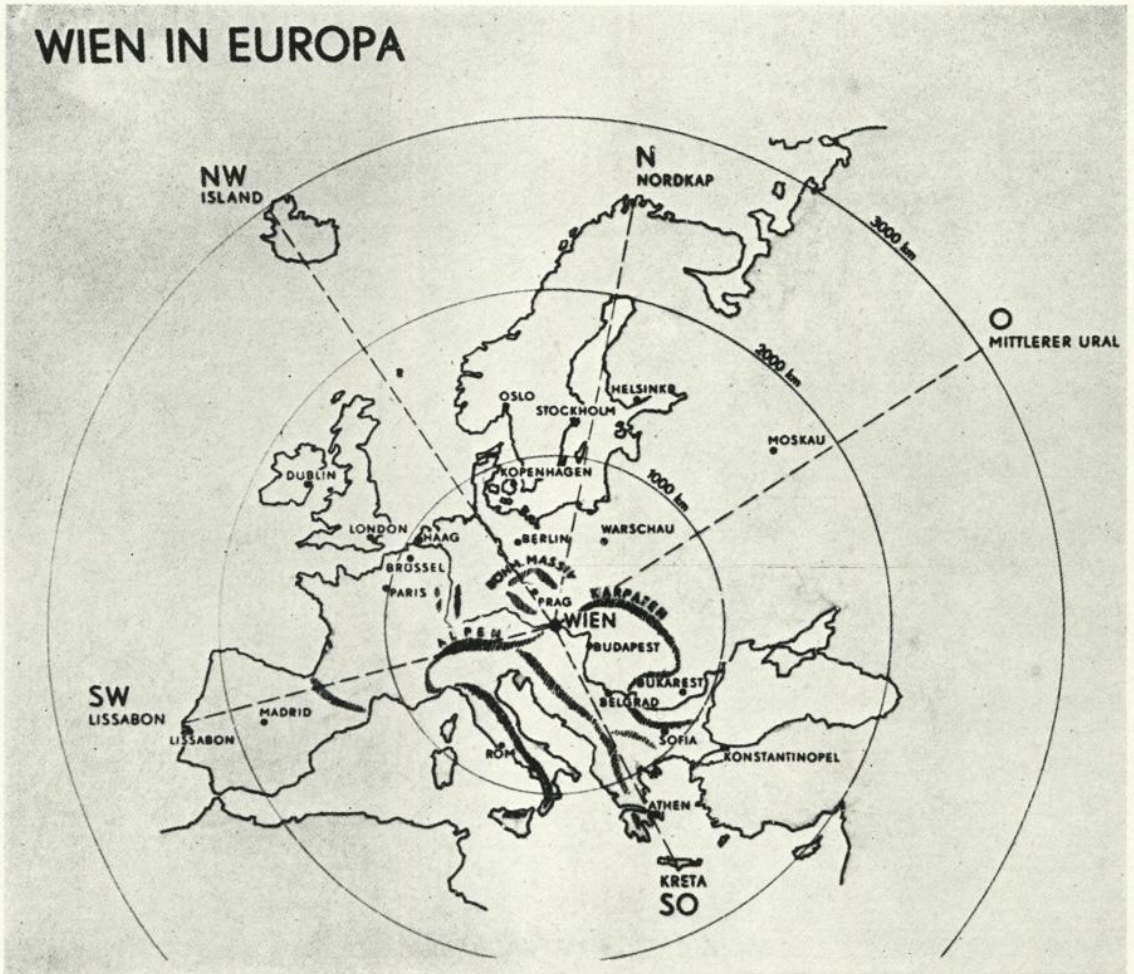 WIEN IN EUROPA
N
NORDKAP
NW
ISLAND
3000 km
O
MITTLERER URAL
2000 km
OSLO
HELSINKI
STOCKHOLM
MOSKAU
DUBLIN
KOPENHAGEN
1000 km
LONDON
HAAG
BERLIN
WARSCHAU
BRÜSSEL
BÖHM. MASSIV
PARIS
PRAG
KARPATEN
WIEN
ALPEN
BUDAPEST
BUKAREST
SW
LISSABON
MADRID
BELGRAD
LISSABON
ROM
SOFIA
KONSTANTINOPEL
ATHEN
KRETA
SO